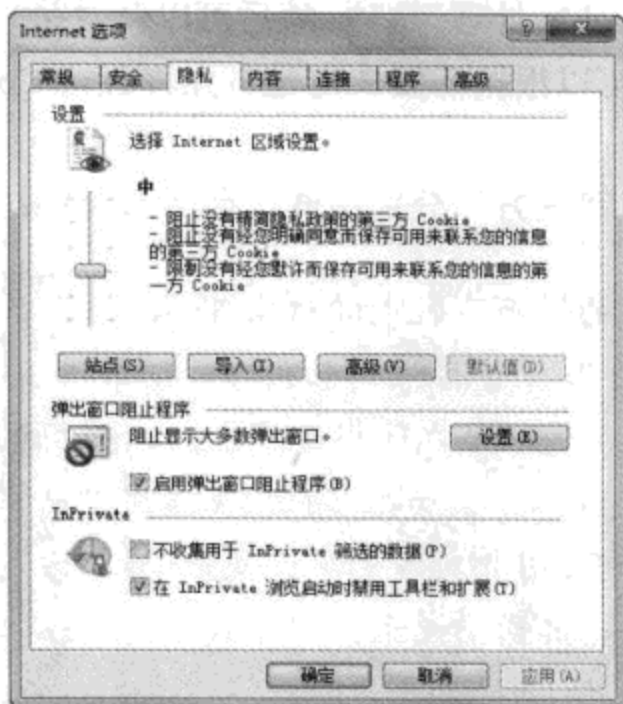 Internet 选项
常规 安全 隐私 内容 连接 程序 高级
设置
选择 Internet 区域设置。
中
- 阻止没有精简隐私政策的第三方 Cookie
- 阻止没有经您明确同意而保存可用来联系您的信息
的第三方 Cookie
- 限制没有经您默许而保存可用来联系您的信息的第
一方 Cookie
站点(S) 导入(I) 高级(V) 默认值(D)
弹出窗口阻止程序
阻止显示大多数弹出窗口。 设置(E)
启用弹出窗口阻止程序(B)
InPrivate
不收集用于 InPrivate 筛选的数据(P)
在 InPrivate 浏览启动时禁用工具栏和扩展(T)
确定 取消 应用(A)